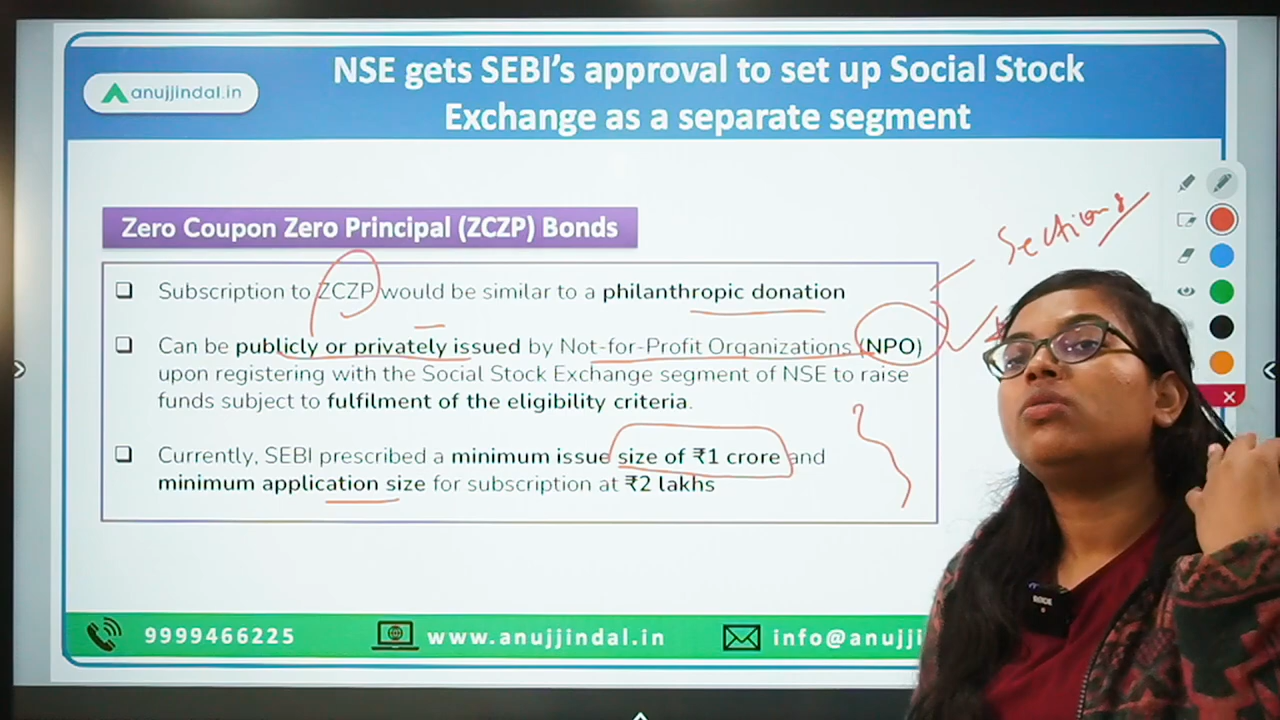 NSE gets SEBI's approval to set up Social Stock
Exchange as a separate segment
anujjindal.in
Zero Coupon Zero Principal (ZCZP) Bonds
Section 8
Subscription to ZCZP would be similar to a philanthropic donation
Can be publicly or privately issued by Not-for-Profit Organizations (NPO)
upon registering with the Social Stock Exchange segment of NSE to raise
funds subject to fulfilment of the eligibility criteria.
Currently, SEBI prescribed a minimum issue size of ₹1 crore and
minimum application size for subscription at ₹2 lakhs
RODE
9999466225
www.anujjindal.in
info@anujji